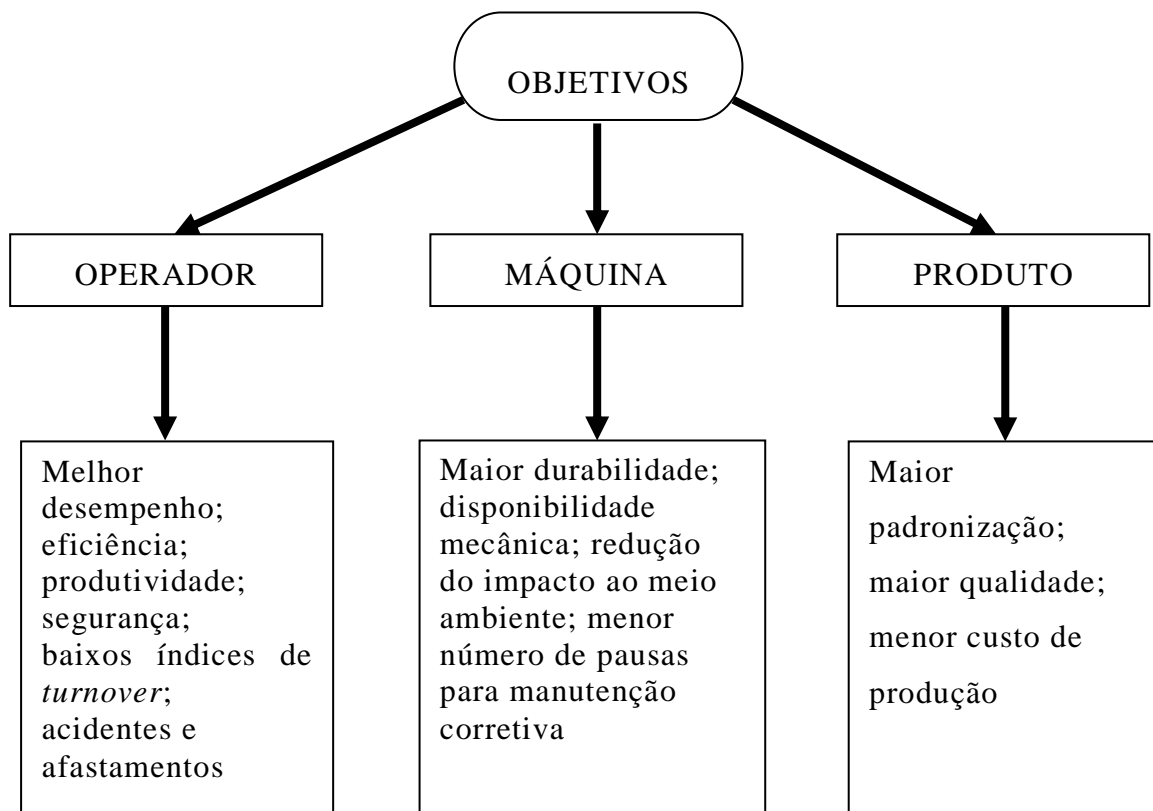 OBJETIVOS
OPERADOR
MÁQUINA
PRODUTO
Melhor
desempenho;
eficiência;
produtividade;
segurança;
baixos índices de
turnover;
acidentes e
afastamentos
Maior durabilidade;
disponibilidade
mecânica; redução
do impacto ao meio
ambiente; menor
número de pausas
para manutenção
corretiva
Maior
padronização;
maior qualidade;
menor custo de
produção